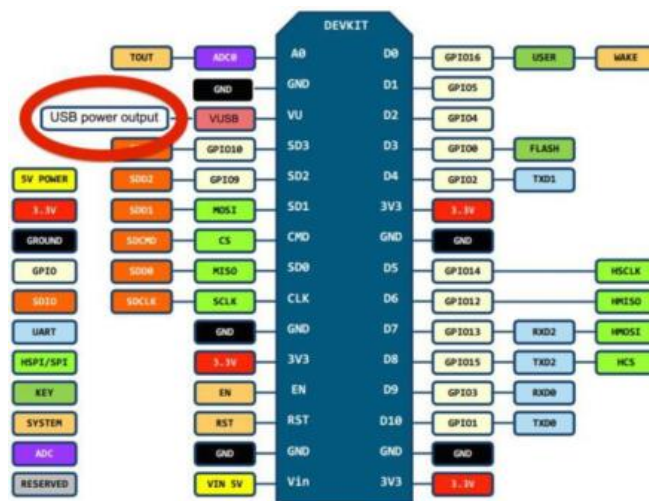 DEVKIT
TOUT ADC0 A0 D0 GPIO16 USER WAKE
GND GND D1 GPIO5
USB power output VUSB VU D2 GPIO4
GPIO10 SD3 D3 GPIO0 FLASH
5V POWER SDD2 GPIO9 SD2 D4 GPIO2 TXD1
3.3V SDD1 MOSI SD1 3V3 3.3V
GROUND SDCMD CS CMD GND GND
GPIO SDD0 MISO SD0 D5 GPIO14 HSCLK
SDIO SDCLK SCLK CLK D6 GPIO12 HMISO
UART GND GND D7 GPIO13 RXD2 HMOSI
HSPI/SPI 3.3V 3V3 D8 GPIO15 TXD2 HCS
KEY EN EN D9 GPIO3 RXD0
SYSTEM RST RST D10 GPIO1 TXD0
ADC GND GND GND GND
RESERVED VIN 5V Vin 3V3 3.3V